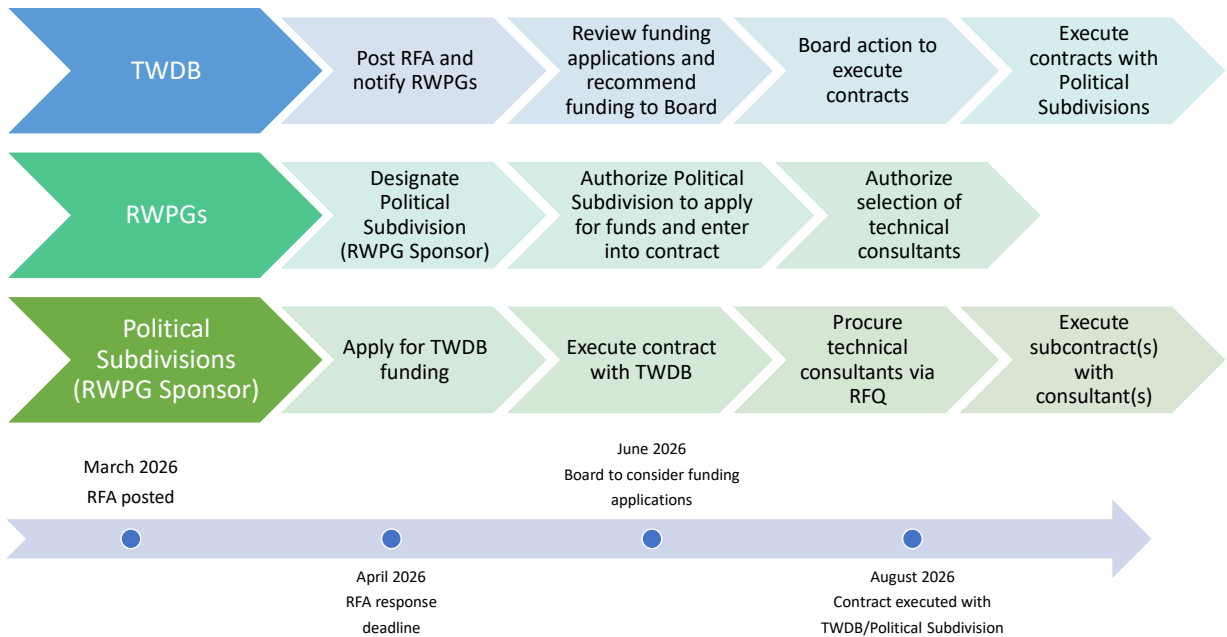 TWDB
Post RFA and
notify RWPGs
Review funding
applications and
recommend
funding to Board
Board action to
execute
contracts
Execute
contracts with
Political
Subdivisions
RWPGs
Designate
Political
Subdivision
(RWPG Sponsor)
Authorize Political
Subdivision to apply
for funds and enter
into contract
Authorize
selection of
technical
consultants
Political
Subdivisions
(RWPG Sponsor)
Apply for TWDB
funding
Execute contract
with TWDB
Procure
technical
consultants via
RFQ
Execute
subcontract(s)
with
consultant(s)
March 2026
RFA posted
June 2026
Board to consider funding
applications
April 2026
RFA response
deadline
August 2026
Contract executed with
TWDB/Political Subdivision